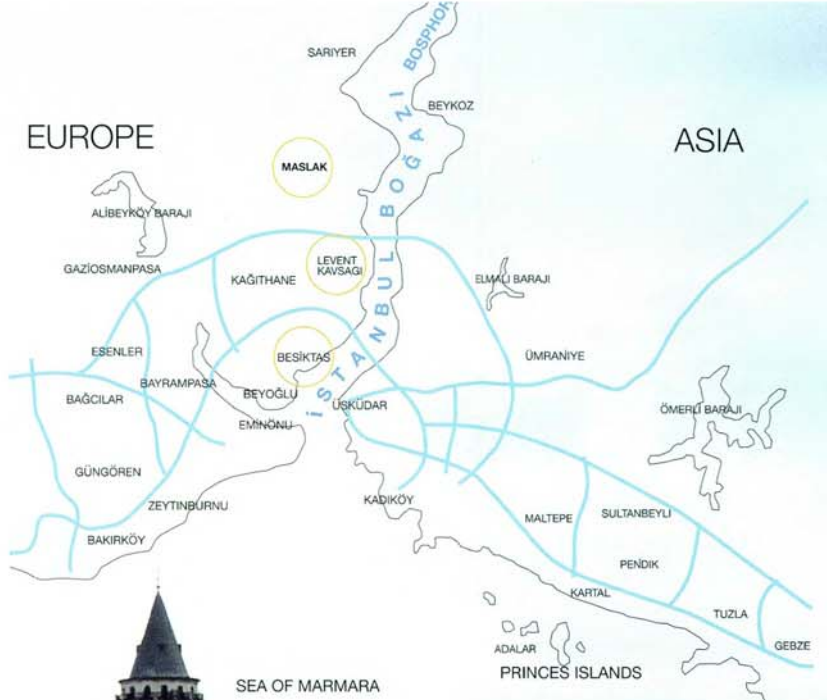 SARIYER
BOSPHOR
BEYKOZ
EUROPE
ASIA
MASLAK
ALİBEYKÖY BARAJI
İSTANBUL BOĞAZI
GAZİOSMANPASA
KAĞITHANE
LEVENT
KAVSAGI
ELMALI BARAJI
ESENLER
BESİKTAS
ÜMRANİYE
BAYRAMPASA
BAĞCILAR
BEYOĞLU
ÜSKÜDAR
ÖMERLİ BARAJI
EMİNÖNU
GÜNGÖREN
KADIKÖY
ZEYTINBURNU
MALTEPE
SULTANBEYLI
BAKIRKÖY
PENDIK
KARTAL
TUZLA
GEBZE
ADALAR
PRINCES ISLANDS
SEA OF MARMARA